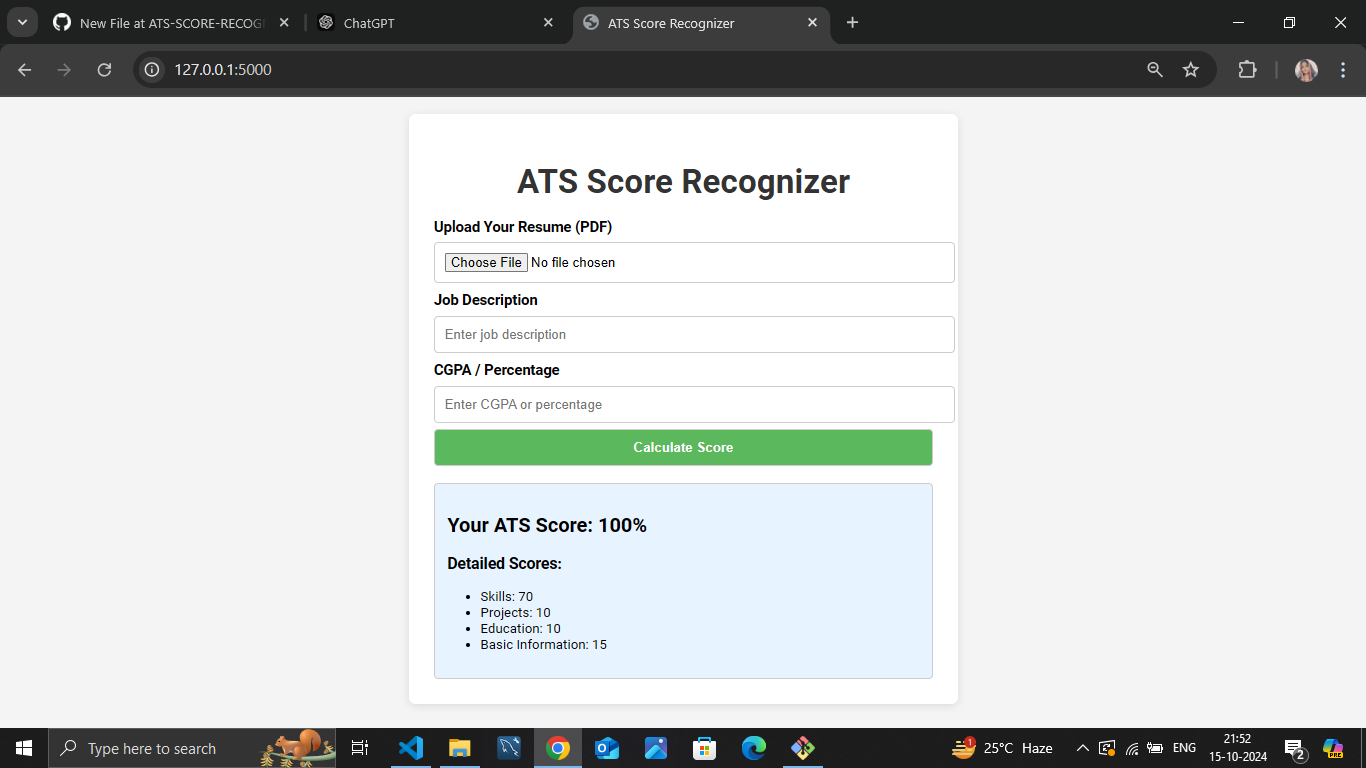 New File at ATS-SCORE-RECOG
ChatGPT
ATS Score Recognizer
127.0.0.1:5000
ATS Score Recognizer
Upload Your Resume (PDF)
Choose File No file chosen
Job Description
Enter job description
CGPA / Percentage
Enter CGPA or percentage
Calculate Score
Your ATS Score: 100%
Detailed Scores:
Skills: 70
Projects: 10
Education: 10
Basic Information: 15
Type here to search
1
25°C Haze
ENG
21:52
15-10-2024
2
PRE